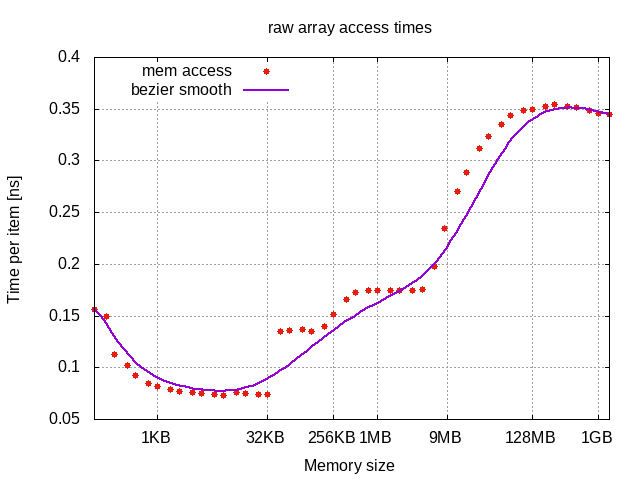 raw array access times
0.4
mem access
bezier smooth
0.35
0.3
0.25
0.2
0.15
0.1
0.05
Time per item [ns]
1KB 32KB 256KB 1MB 9MB 128MB 1GB
Memory size